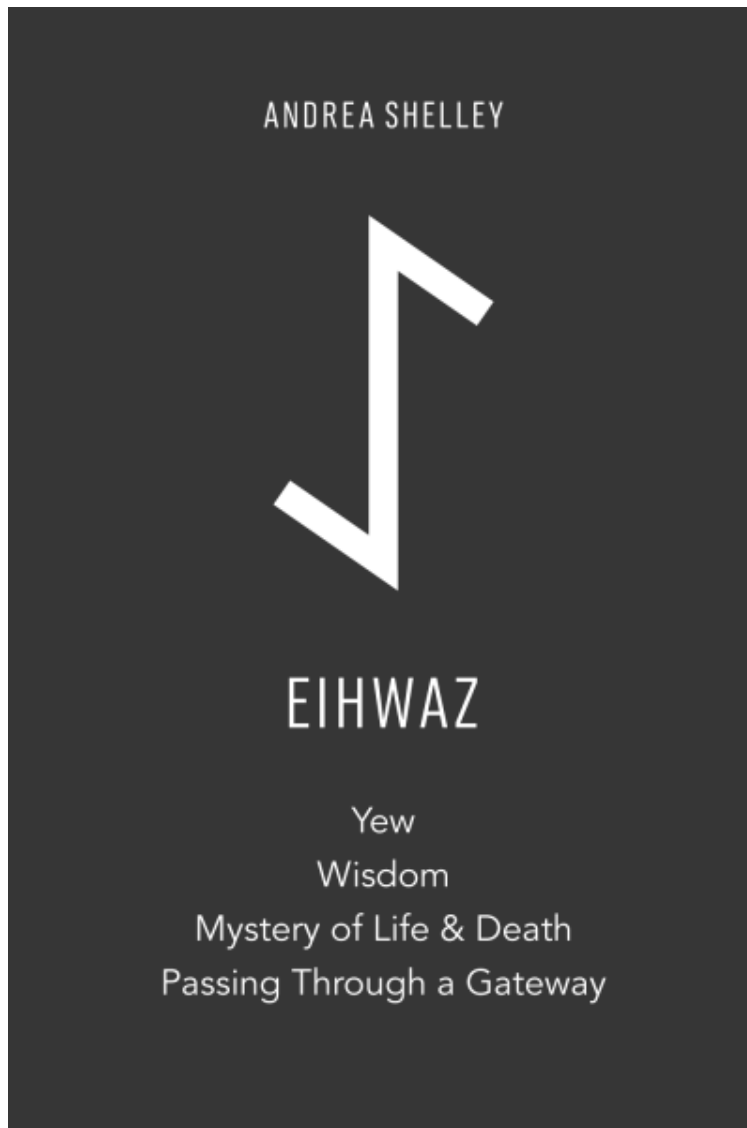 ANDREA SHELLEY
EIHWAZ
Yew
Wisdom
Mystery of Life & Death
Passing Through a Gateway